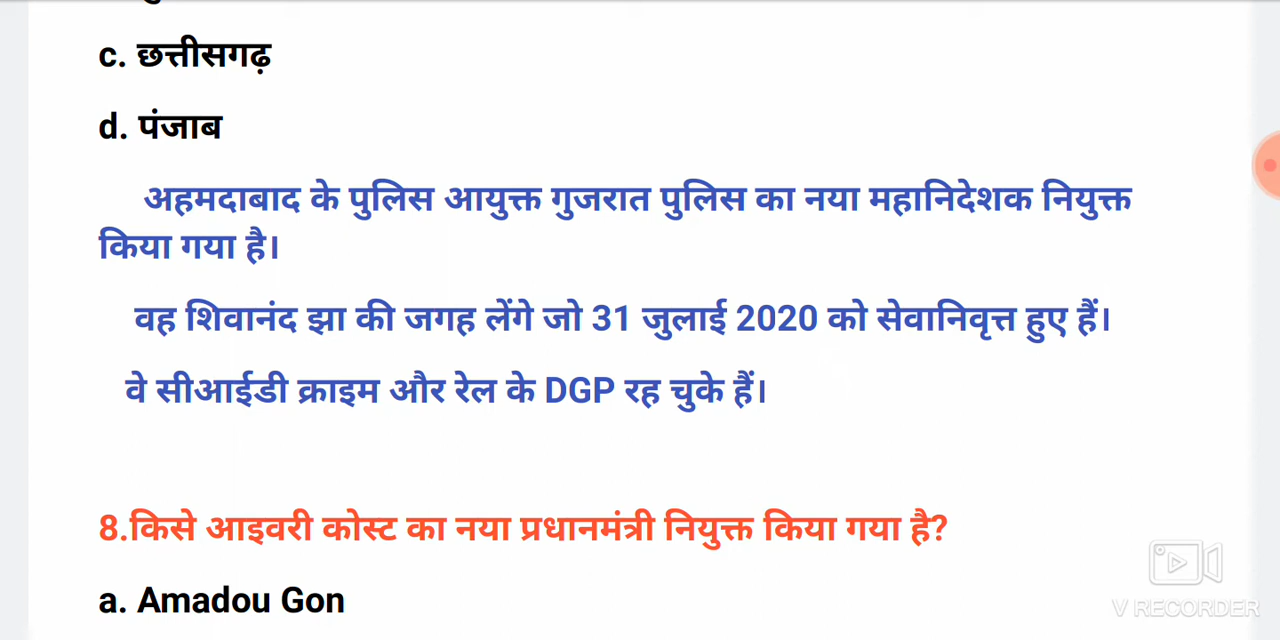 c. छत्तीसगढ़
d. पंजाब
अहमदाबाद के पुलिस आयुक्त गुजरात पुलिस का नया महानिदेशक नियुक्त
किया गया है।
वह शिवानंद झा की जगह लेंगे जो 31 जुलाई 2020 को सेवानिवृत्त हुए हैं।
वे सीआईडी क्राइम और रेल के DGP रह चुके हैं।
8.किसे आइवरी कोस्ट का नया प्रधानमंत्री नियुक्त किया गया है?
a. Amadou Gon
V RECORDER